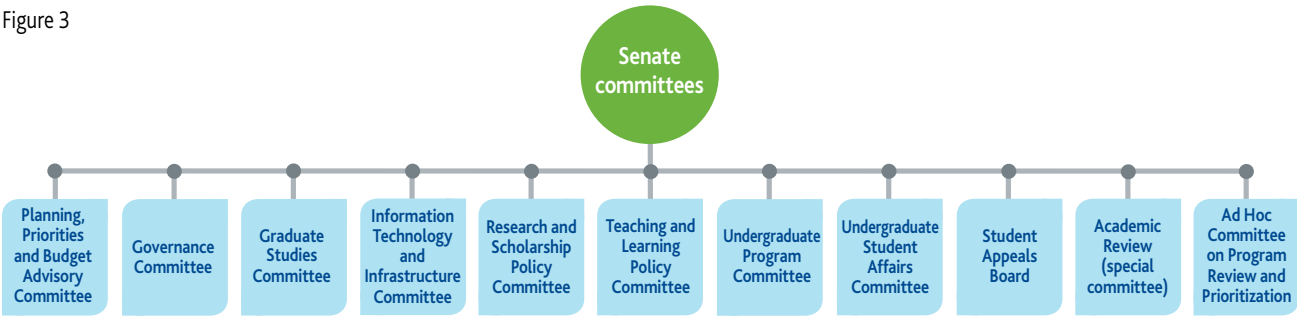 Figure 3
Senate
committees
Planning,
Priorities
and Budget
Advisory
Committee
Governance
Committee
Graduate
Studies
Committee
Information
Technology
and
Infrastructure
Committee
Research and
Scholarship
Policy
Committee
Teaching and
Learning
Policy
Committee
Undergraduate
Program
Committee
Undergraduate
Student
Affairs
Committee
Student
Appeals
Board
Academic
Review
(special
committee)
Ad Hoc
Committee
on Program
Review and
Prioritization